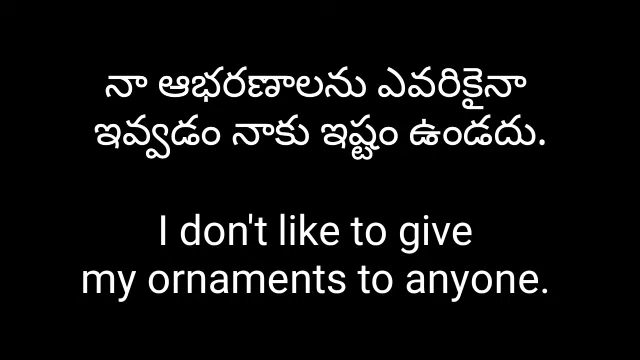 నా ఆభరణాలను ఎవరికైనా
ఇవ్వడం నాకు ఇష్టం ఉండదు.
I don't like to give
my ornaments to anyone.